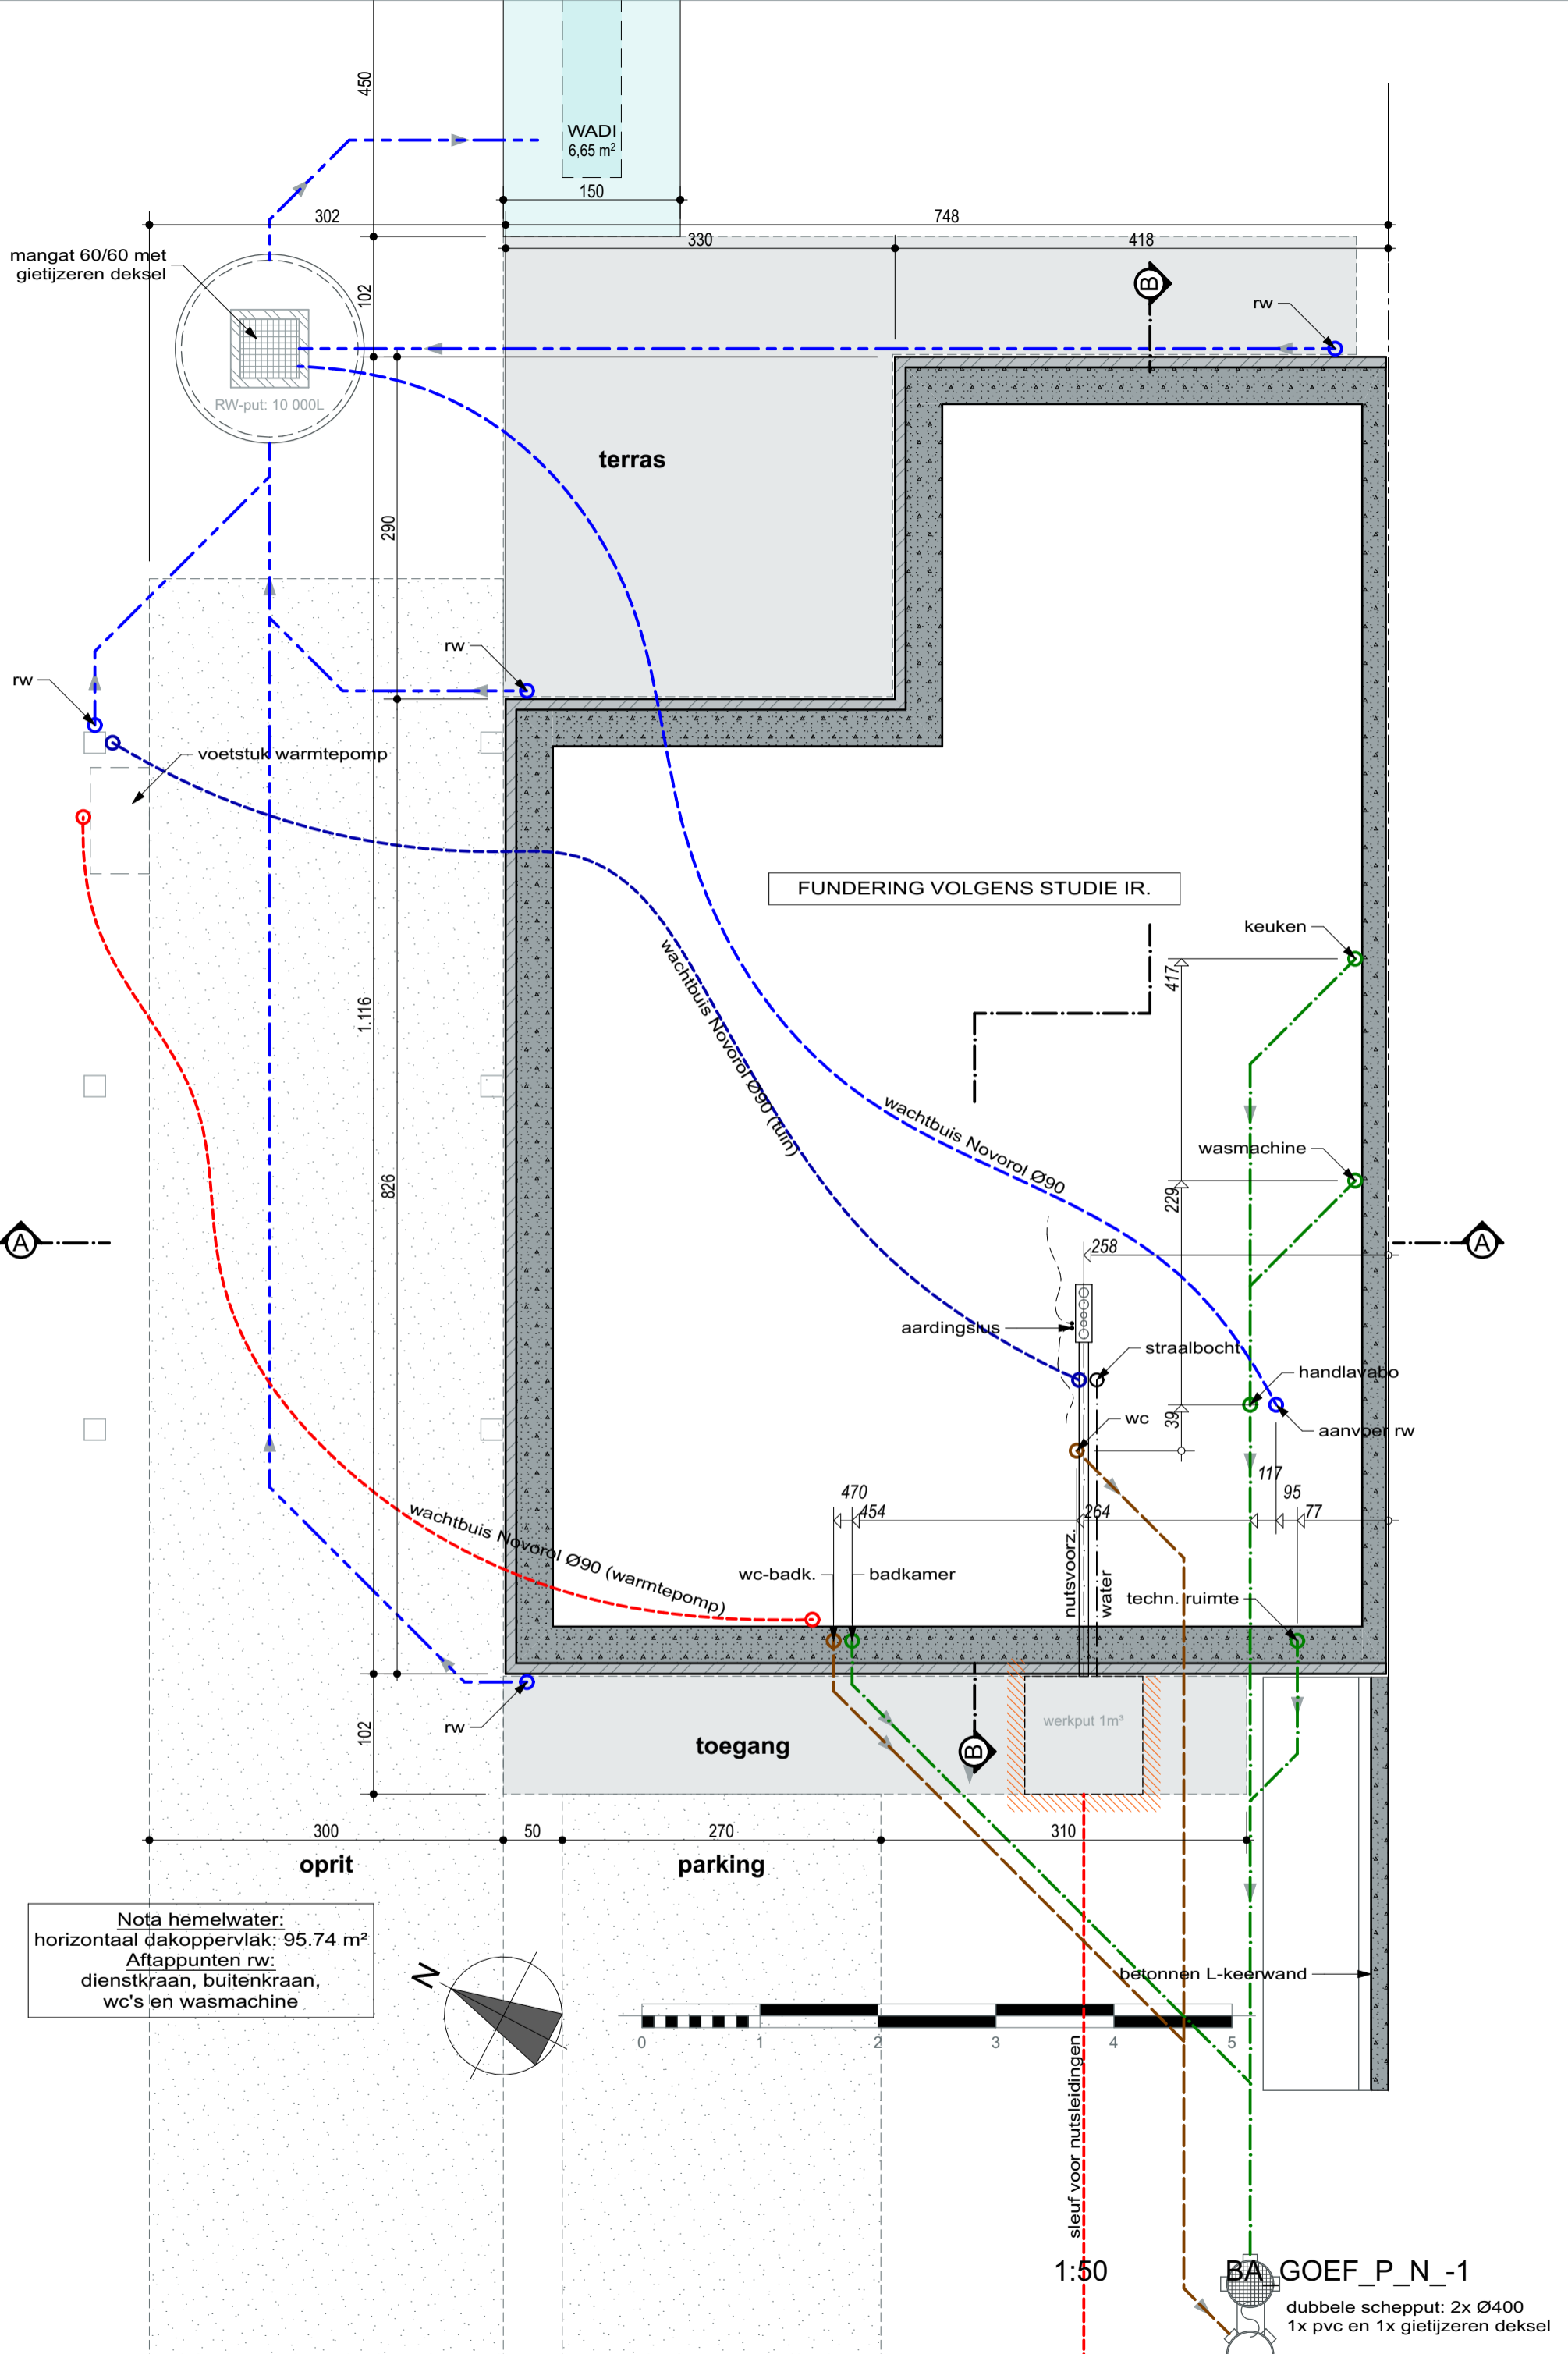 450
WADI
6,65 m²
150
302
748
330
418
mangat 60/60 met
gietijzeren deksel
102
B
rw
RW-put: 10 000L
terras
290
rw
rw
voetstuk warmtepomp
FUNDERING VOLGENS STUDIE IR.
keuken
417
wachtbuis Novorol Ø90 (tuin)
1.116
wachtbuis Novorol Ø90
wasmachine
826
229
A
A
258
aardingslus
straalbocht
handlavabo
wc
39
aanvoer rw
117
470
95
454
264
77
wachtbuis Novorol Ø90 (warmtepomp)
nutsvoorz.
water
wc-badk.
badkamer
techn. ruimte
rw
102
toegang
werkput 1m³
B
300
50
270
310
oprit
parking
Nota hemelwater:
horizontaal dakoppervlak: 95.74 m²
Aftappunten rw:
dienstkraan, buitenkraan,
wc's en wasmachine
N
betonnen L-keerwand
0
1
2
3
4
5
sleuf voor nutsleidingen
1:50
BA_GOEF_P_N_-1
dubbele schepput: 2x Ø400
1x pvc en 1x gietijzeren deksel